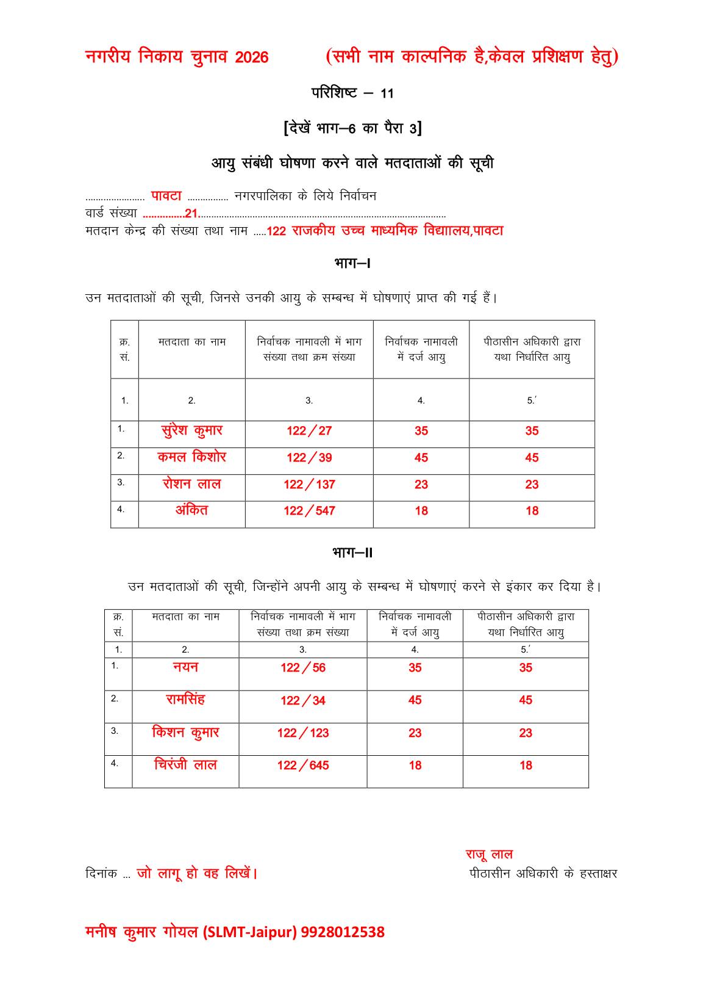 नगरीय निकाय चुनाव 2026 (सभी नाम काल्पनिक है,केवल प्रशिक्षण हेतु)
परिशिष्ट – 11
[देखें भाग–6 का पैरा 3]
आयु संबंधी घोषणा करने वाले मतदाताओं की सूची
....................... पावटा ................ नगरपालिका के लिये निर्वाचन
वार्ड संख्या ...............21.................................................................................................
मतदान केन्द्र की संख्या तथा नाम .....122 राजकीय उच्च माध्यमिक विद्याालय,पावटा
भाग–I
उन मतदाताओं की सूची, जिनसे उनकी आयु के सम्बन्ध में घोषणाएं प्राप्त की गई हैं।
क्र. मतदाता का नाम निर्वाचक नामावली में भाग निर्वाचक नामावली पीठासीन अधिकारी द्वारा
सं. संख्या तथा क्रम संख्या में दर्ज आयु यथा निर्धारित आयु
1. 2. 3. 4. 5.'
1. सुंरेश कुमार 122/27 35 35
2. कमल किशोर 122/39 45 45
3. रोशन लाल 122/137 23 23
4. अंकित 122/547 18 18
भाग–II
उन मतदाताओं की सूची, जिन्होंने अपनी आयु के सम्बन्ध में घोषणाएं करने से इंकार कर दिया है।
क्र. मतदाता का नाम निर्वाचक नामावली में भाग निर्वाचक नामावली पीठासीन अधिकारी द्वारा
सं. संख्या तथा क्रम संख्या में दर्ज आयु यथा निर्धारित आयु
1. 2. 3. 4. 5.'
1. नयन 122/56 35 35
2. रामसिंह 122/34 45 45
3. किशन कुमार 122/123 23 23
4. चिरंजी लाल 122/645 18 18
राजू लाल
दिनांक ... जो लागू हो वह लिखें। पीठासीन अधिकारी के हस्ताक्षर
मनीष कुमार गोयल (SLMT-Jaipur) 9928012538